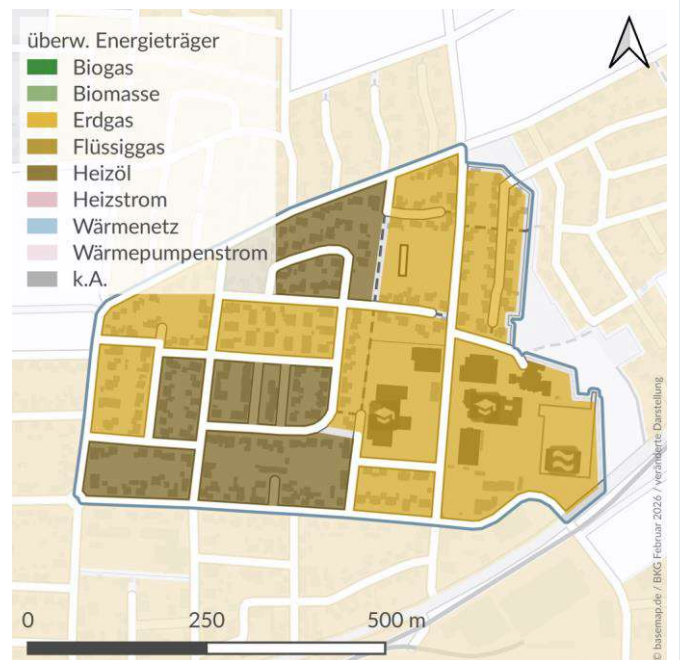 überw. Energieträger
Biogas
Biomasse
Erdgas
Flüssiggas
Heizöl
Heizstrom
Wärmenetz
Wärmepumpenstrom
k.A.
0 250 500 m
© basemap.de / BKG Februar 2026 / veränderte Darstellung